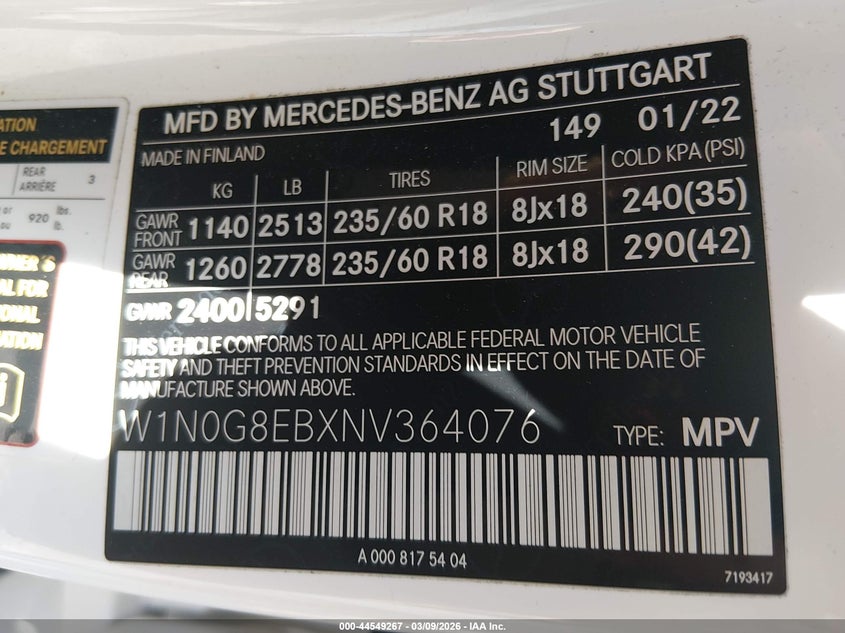 MFD BY MERCEDES-BENZ AG STUTTGART
149 01/22
MADE IN FINLAND
KG LB TIRES RIM SIZE COLD KPA (PSI)
GAWR FRONT 1140 2513 235/60 R18 8Jx18 240(35)
GAWR REAR 1260 2778 235/60 R18 8Jx18 290(42)
GVWR 2400 5291
THIS VEHICLE CONFORMS TO ALL APPLICABLE FEDERAL MOTOR VEHICLE
SAFETY AND THEFT PREVENTION STANDARDS IN EFFECT ON THE DATE OF
MANUFACTURE SHOWN ABOVE.
W1N0G8EBXNV364076 TYPE: MPV
A 000 817 54 04
7193417
E CHARGEMENT
REAR
ARRIÈRE 3
or
ou 920 lbs.
lb.
000-44549267 - 03/09/2026 - IAA Inc.